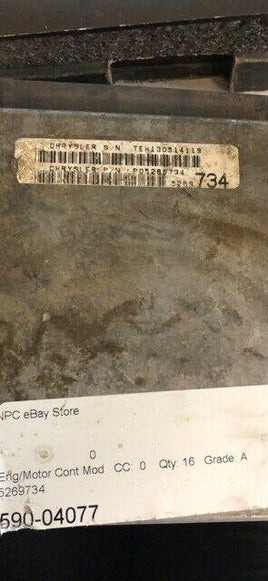 CHRYSLER S/N TEH130514119
CHRYSLER P/N P05269734
5269 734
NPC eBay Store
0
Eng/Motor Cont Mod CC: 0 Qty: 16 Grade: A
5269734
590-04077